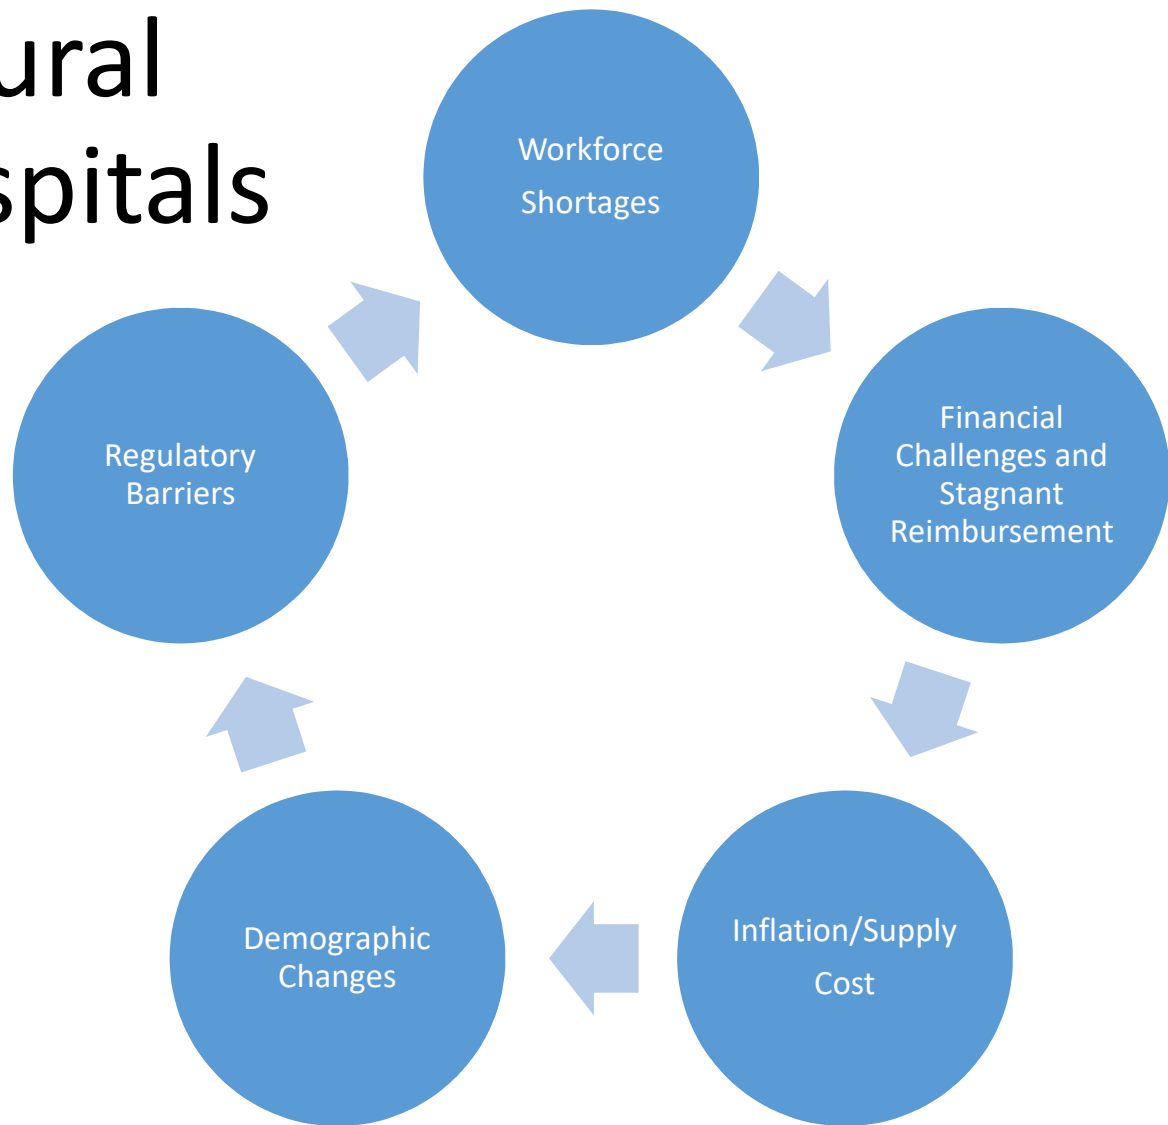 ural
spitals
Workforce
Shortages
Financial
Challenges and
Stagnant
Reimbursement
Inflation/Supply
Cost
Demographic
Changes
Regulatory
Barriers